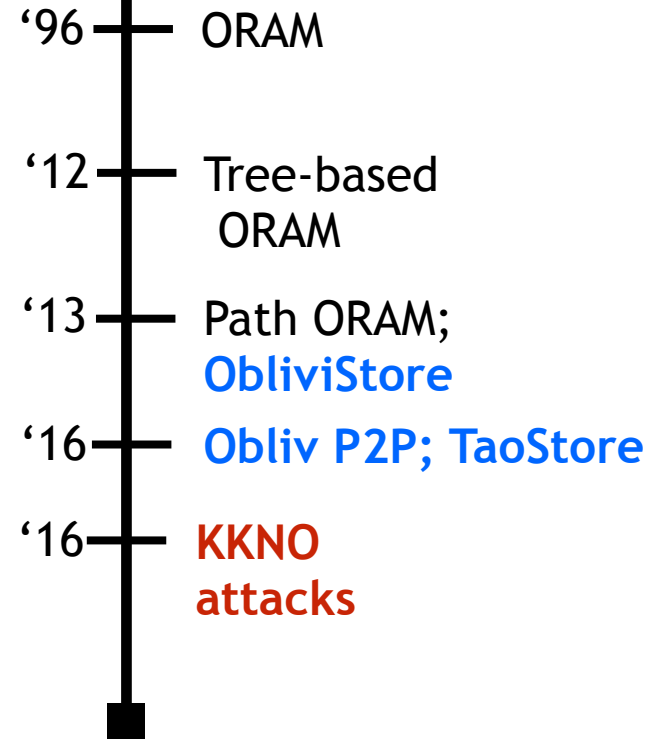 ‘96 ORAM
‘12 Tree-based
ORAM
‘13 Path ORAM;
ObliviStore
‘16 Obliv P2P; TaoStore
‘16 KKNO
attacks